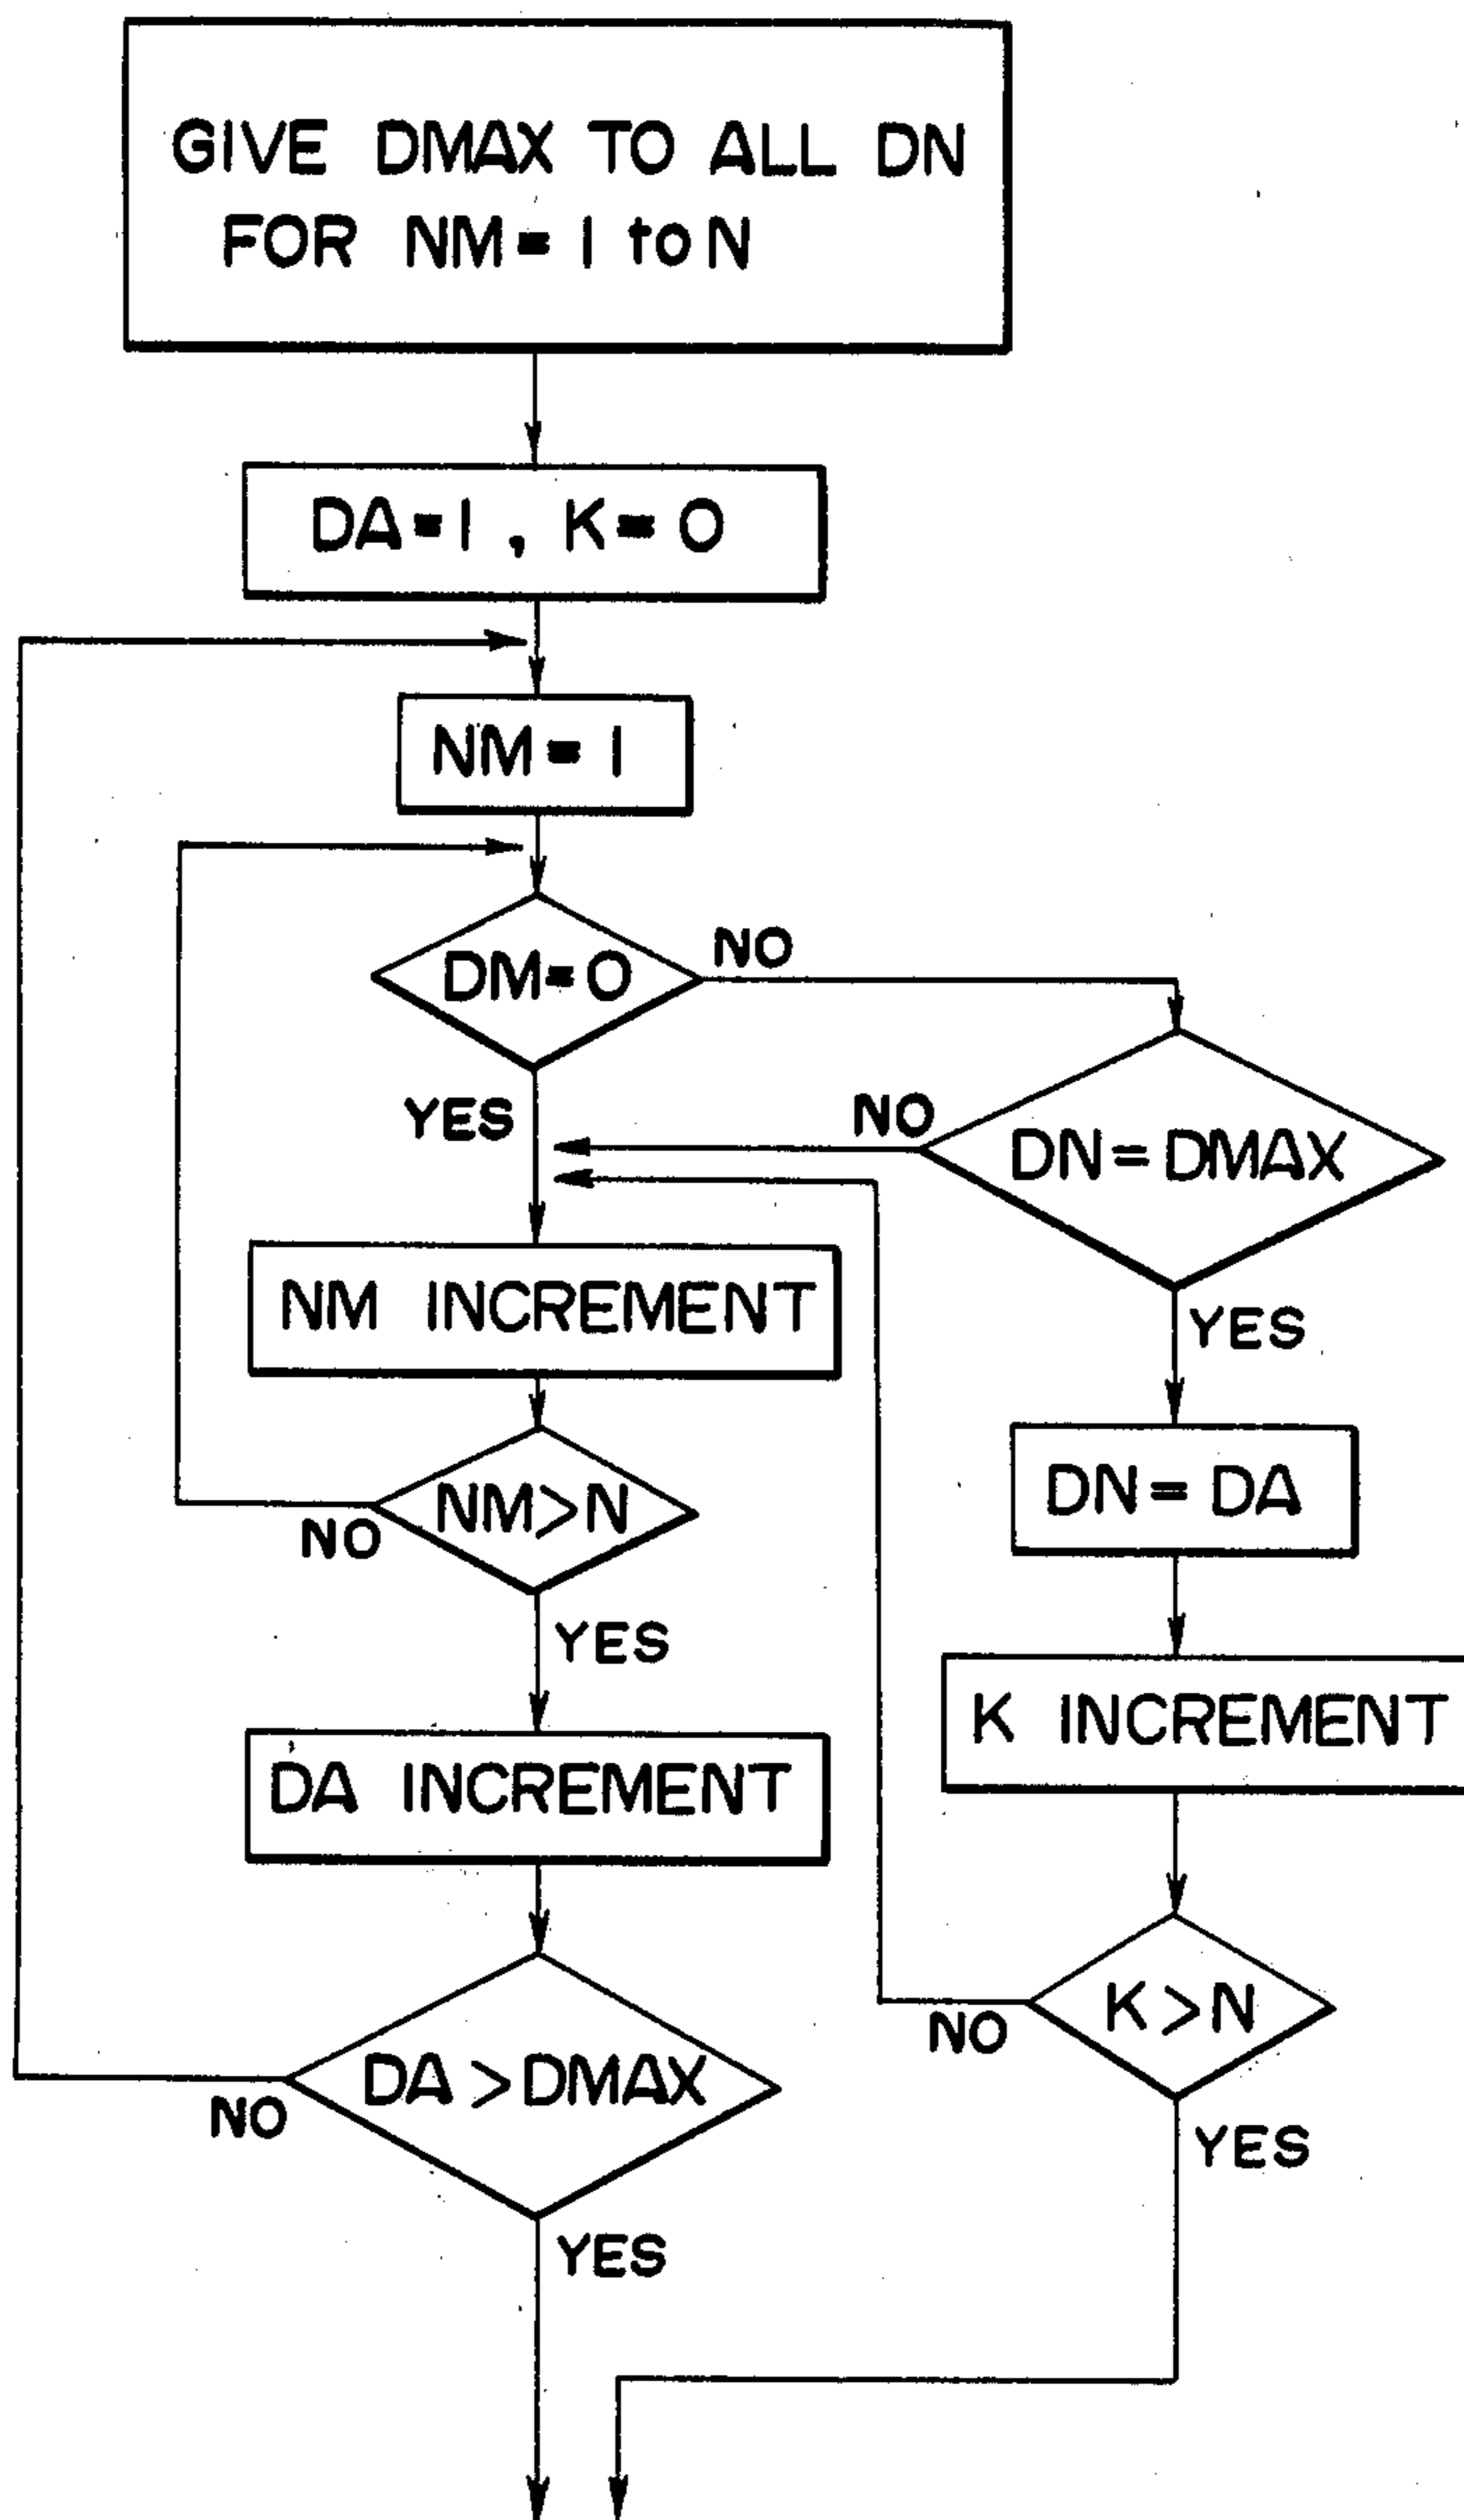 GIVE DMAX TO ALL DN
FOR NM = 1 to N
DA = 1 , K = 0
NM = 1
DM = 0
NO
YES
NO
DN = DMAX
NM INCREMENT
YES
DN = DA
NM > N
NO
YES
K INCREMENT
DA INCREMENT
K > N
NO
DA > DMAX
NO
YES
YES